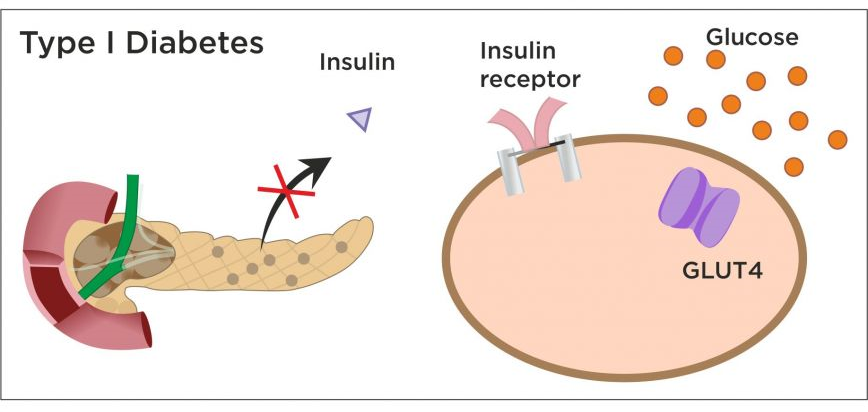 Type I Diabetes
Insulin
Insulin
receptor
Glucose
GLUT4